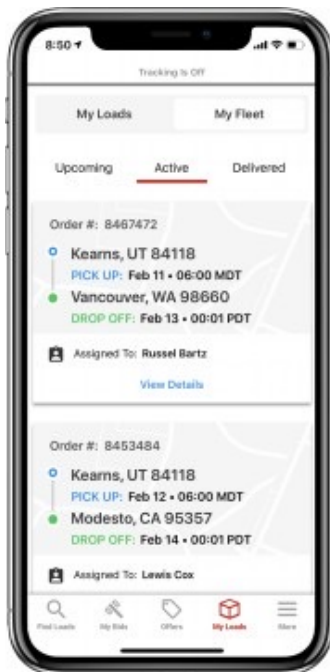 8:50
Tracking Is Off
My Loads My Fleet
Upcoming Active Delivered
Order #: 8467472
Kearns, UT 84118
PICK UP: Feb 11 • 06:00 MDT
Vancouver, WA 98660
DROP OFF: Feb 13 • 00:01 PDT
Assigned To: Russel Bartz
View Details
Order #: 8453484
Kearns, UT 84118
PICK UP: Feb 12 • 06:00 MDT
Modesto, CA 95357
DROP OFF: Feb 14 • 00:01 PDT
Assigned To: Lewis Cox
Find Loads My Bids Offers My Loads More